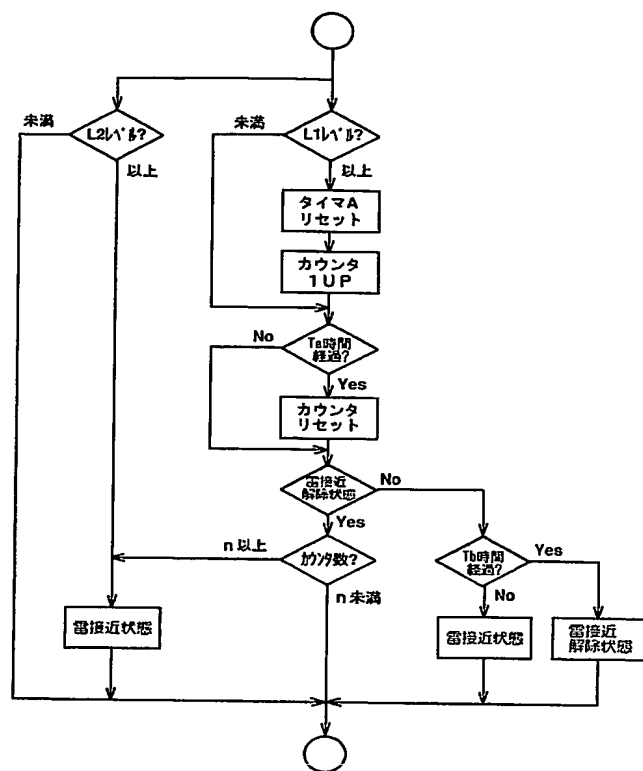 未満
L2レベル?
以上
未満
L1レベル?
以上
タイマA
リセット
カウンタ
1UP
No
Ta時間
経過?
Yes
カウンタ
リセット
雷接近
解除状態
No
Yes
n以上
カウンタ数?
n未満
Tb時間
経過?
Yes
No
雷接近状態
雷接近状態
雷接近
解除状態